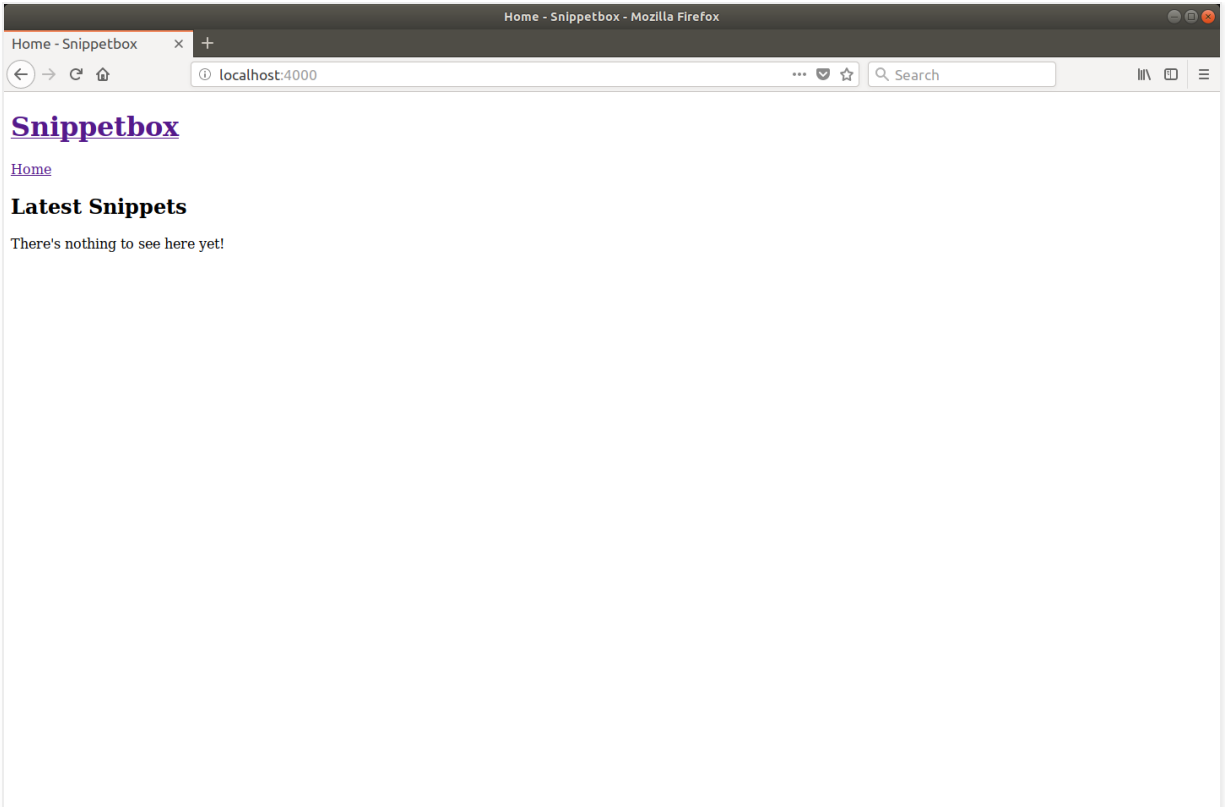 Home - Snippetbox - Mozilla Firefox
Home - Snippetbox
localhost:4000
Search
Snippetbox
Home
Latest Snippets
There's nothing to see here yet!